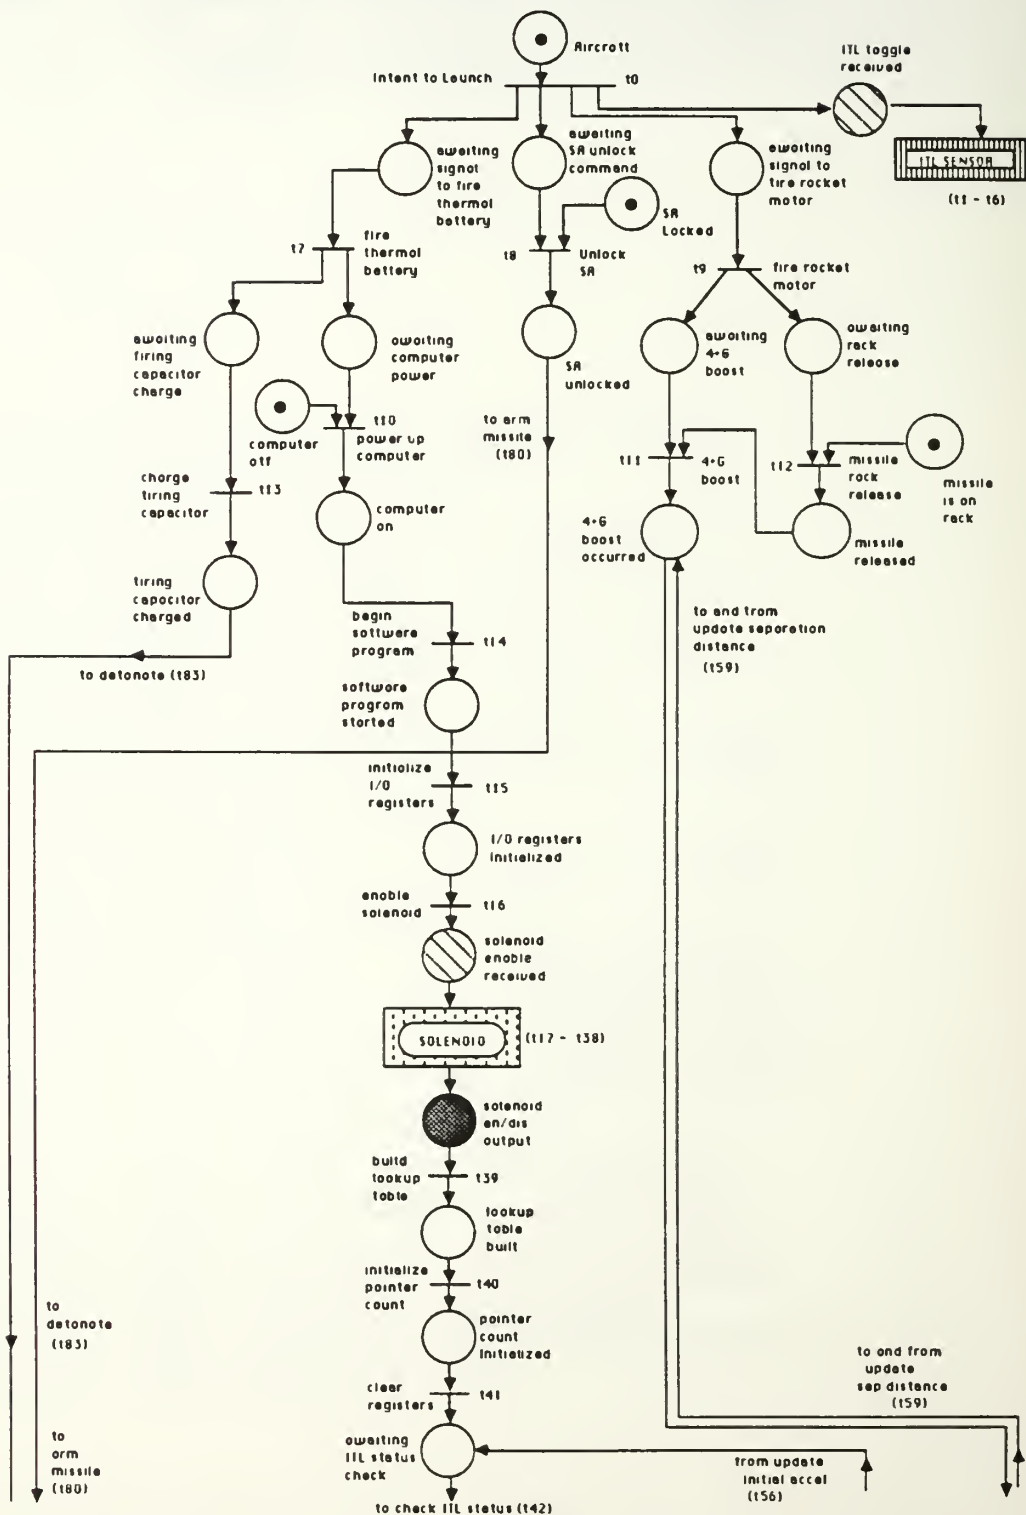 Aircraft
Intent to Launch
t0
ITL toggle
received
ITL SENSOR
(t1 - t6)
awaiting
signal
to fire
thermal
battery
awaiting
SA unlock
command
awaiting
signal to
fire rocket
motor
SA
Locked
t7
fire
thermal
battery
t8
Unlock
SA
t9
fire rocket
motor
awaiting
firing
capacitor
charge
awaiting
computer
power
SA
unlocked
awaiting
4+G
boost
awaiting
rack
release
computer
off
t10
power up
computer
to arm
missile
(t80)
t11
4+G
boost
t12
missile
rack
release
missile
is on
rack
charge
firing
capacitor
t13
computer
on
4+G
boost
occurred
missile
released
firing
capacitor
charged
begin
software
program
t14
to and from
update separation
distance
(t59)
to detonate (t83)
software
program
started
initialize
I/O
registers
t15
I/O registers
initialized
enable
solenoid
t16
solenoid
enable
received
SOLENOID
(t17 - t38)
solenoid
en/dis
output
build
lookup
table
t39
lookup
table
built
initialize
pointer
count
t40
to
detonate
(t83)
pointer
count
initialized
to and from
update
sep distance
(t59)
clear
registers
t41
to
arm
missile
(t80)
awaiting
ITL status
check
from update
initial accel
(t56)
to check ITL status (t42)